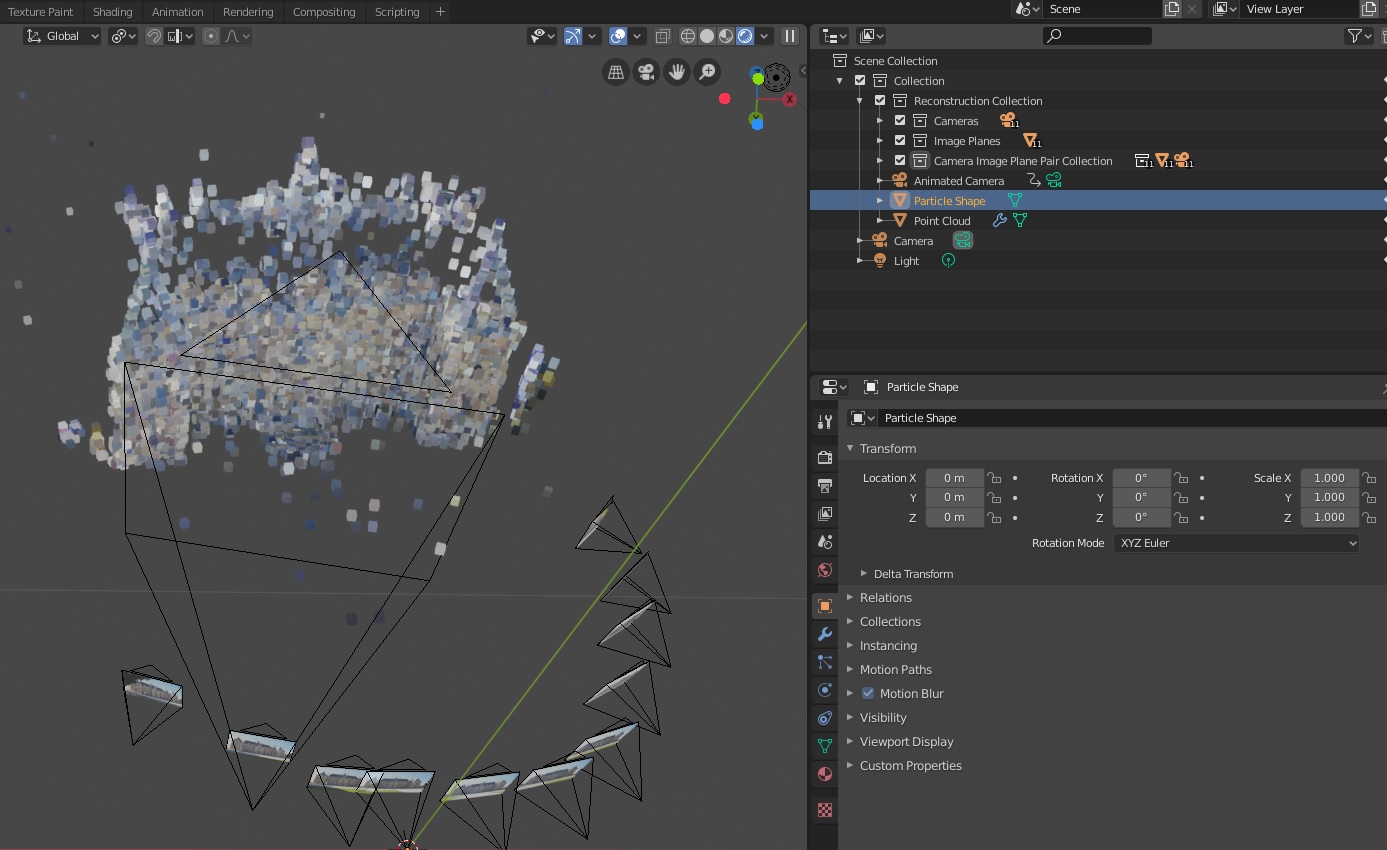 Texture Paint Shading Animation Rendering Compositing Scripting + Scene View Layer
Global
X
Y
Scene Collection
Collection
Reconstruction Collection
Cameras 11
Image Planes 11
Camera Image Plane Pair Collection 11 11 11
Animated Camera
Particle Shape
Point Cloud
Camera
Light
Particle Shape
Particle Shape
Transform
Location X 0 m Rotation X 0° Scale X 1.000
Y 0 m Y 0° Y 1.000
Z 0 m Z 0° Z 1.000
Rotation Mode XYZ Euler
Delta Transform
Relations
Collections
Instancing
Motion Paths
Motion Blur
Visibility
Viewport Display
Custom Properties